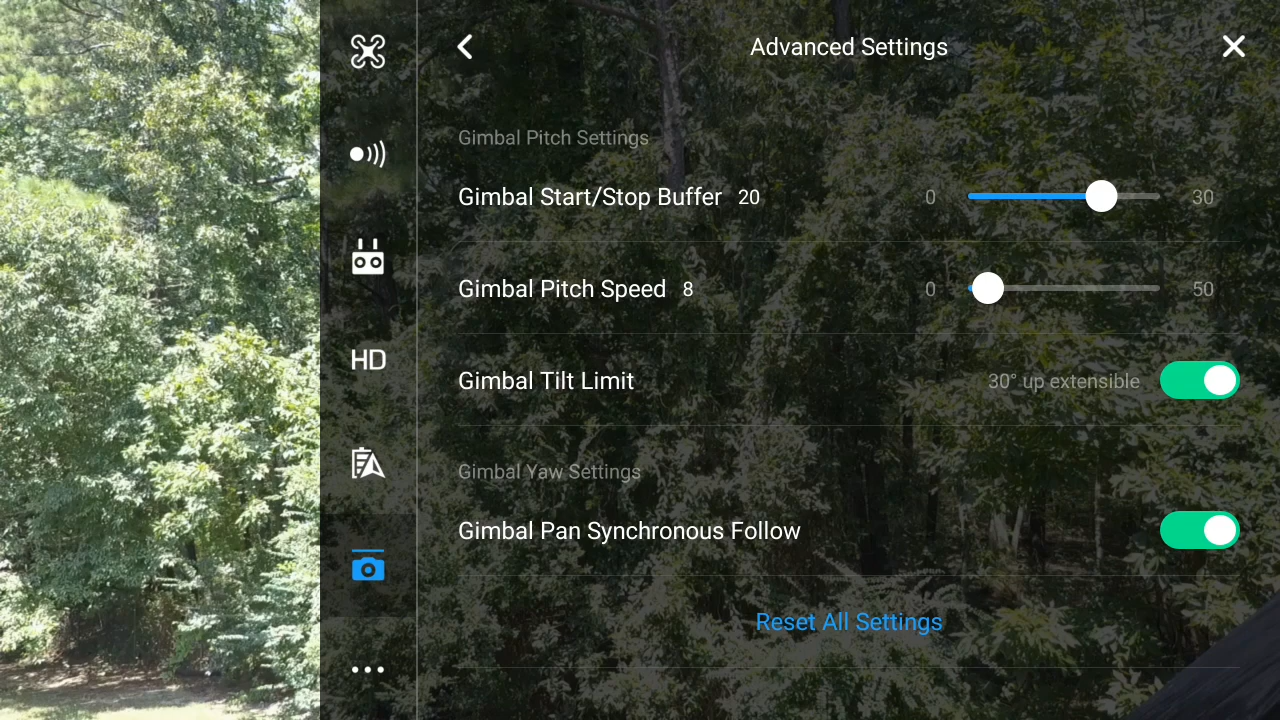 Advanced Settings
Gimbal Pitch Settings
Gimbal Start/Stop Buffer 20 0 30
Gimbal Pitch Speed 8 0 50
HD
Gimbal Tilt Limit 30° up extensible
Gimbal Yaw Settings
Gimbal Pan Synchronous Follow
Reset All Settings